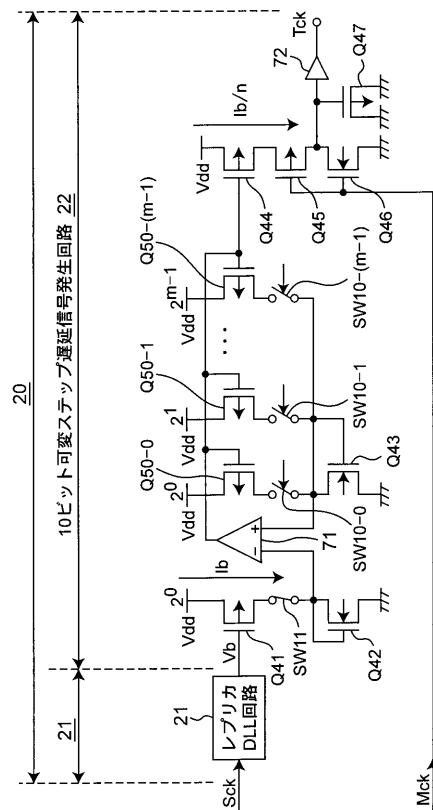 20
10ビット可変ステップ遅延信号発生回路 22
21
Vdd
2^0
Ib
Vb
Q41
SW11
Q42
21
レプリカ
DLL回路
Sck
Mck
71
Q50-0
Vdd
2^0
SW10-0
Q50-1
Vdd
2^1
SW10-1
Q43
...
Q50-(m-1)
Vdd
2^m-1
SW10-(m-1)
Vdd
Ib/n
Q44
Q45
Q46
Q47
72
Tck
- +